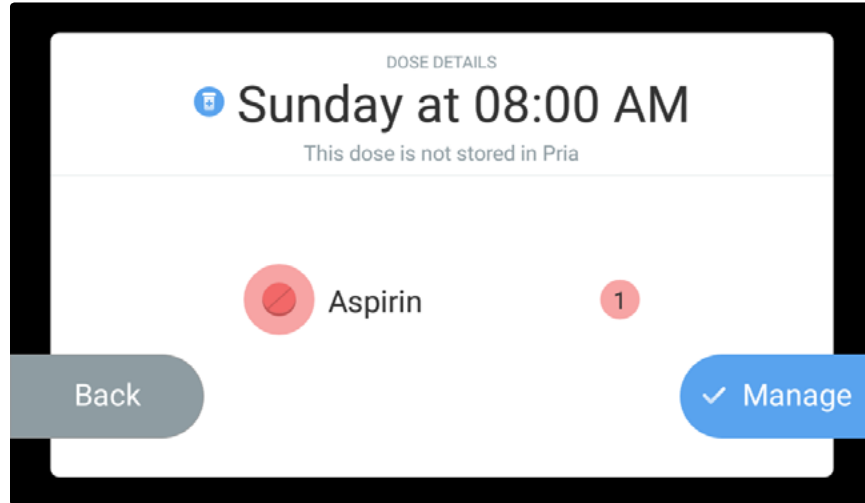 DOSE DETAILS
Sunday at 08:00 AM
This dose is not stored in Pria
Aspirin 1
Back
Manage